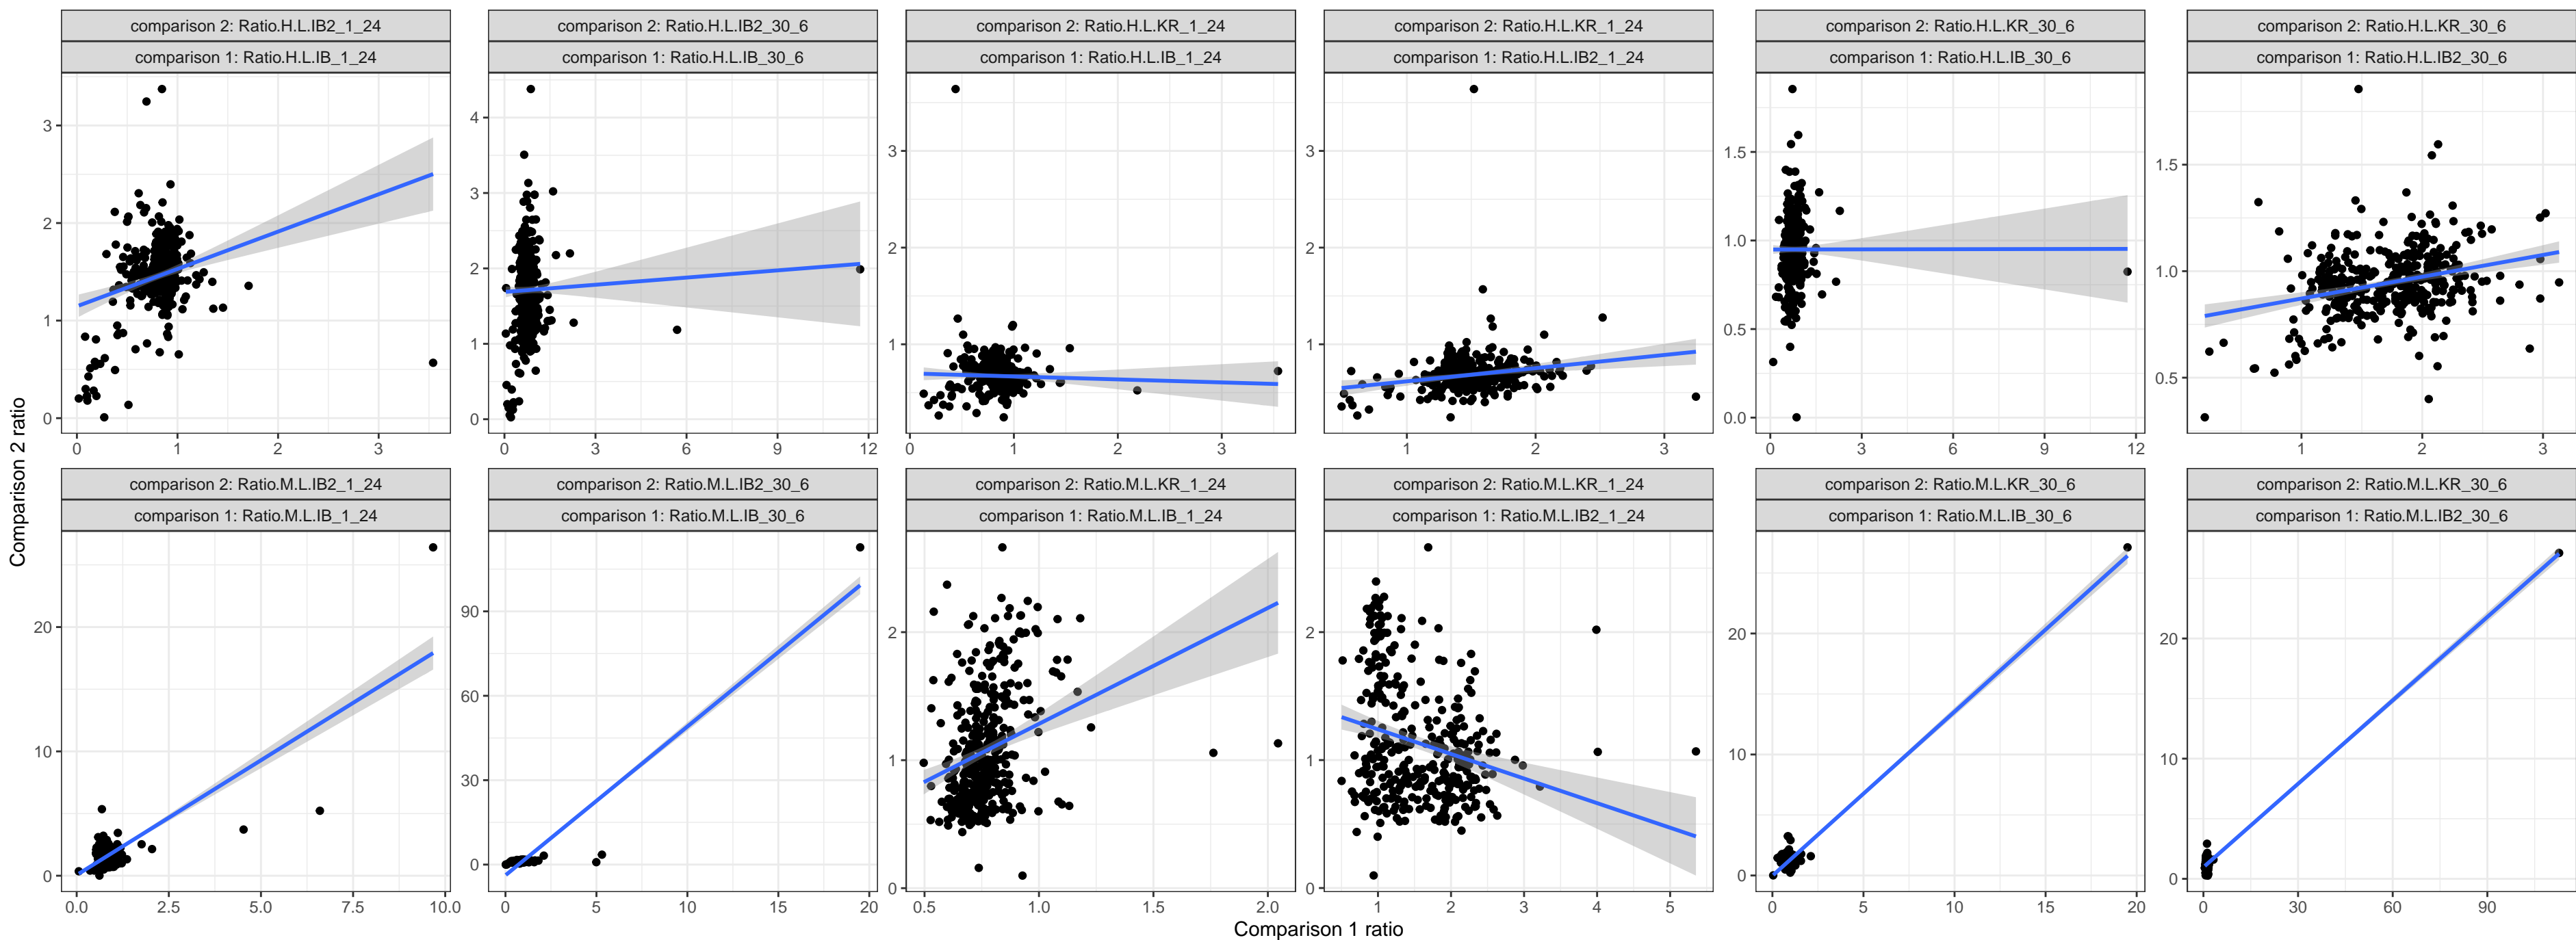 comparison 2: Ratio.H.L.IB2_1_24
comparison 1: Ratio.H.L.IB_1_24
comparison 2: Ratio.H.L.IB2_30_6
comparison 1: Ratio.H.L.IB_30_6
comparison 2: Ratio.H.L.KR_1_24
comparison 1: Ratio.H.L.IB_1_24
comparison 2: Ratio.H.L.KR_1_24
comparison 1: Ratio.H.L.IB2_1_24
comparison 2: Ratio.H.L.KR_30_6
comparison 1: Ratio.H.L.IB_30_6
comparison 2: Ratio.H.L.KR_30_6
comparison 1: Ratio.H.L.IB2_30_6
3
2
1
0
0 1 2 3
4
3
2
1
0
0 3 6 9 12
3
2
1
0 1 2 3
3
2
1
1 2 3
1.5
1.0
0.5
0.0
0 3 6 9 12
1.5
1.0
0.5
1 2 3
comparison 2: Ratio.M.L.IB2_1_24
comparison 1: Ratio.M.L.IB_1_24
comparison 2: Ratio.M.L.IB2_30_6
comparison 1: Ratio.M.L.IB_30_6
comparison 2: Ratio.M.L.KR_1_24
comparison 1: Ratio.M.L.IB_1_24
comparison 2: Ratio.M.L.KR_1_24
comparison 1: Ratio.M.L.IB2_1_24
comparison 2: Ratio.M.L.KR_30_6
comparison 1: Ratio.M.L.IB_30_6
comparison 2: Ratio.M.L.KR_30_6
comparison 1: Ratio.M.L.IB2_30_6
20
10
0
0.0 2.5 5.0 7.5 10.0
90
60
30
0
0 5 10 15 20
2
1
0
0.5 1.0 1.5 2.0
2
1
0
1 2 3 4 5
20
10
0
0 5 10 15 20
20
10
0
0 30 60 90
Comparison 2 ratio
Comparison 1 ratio